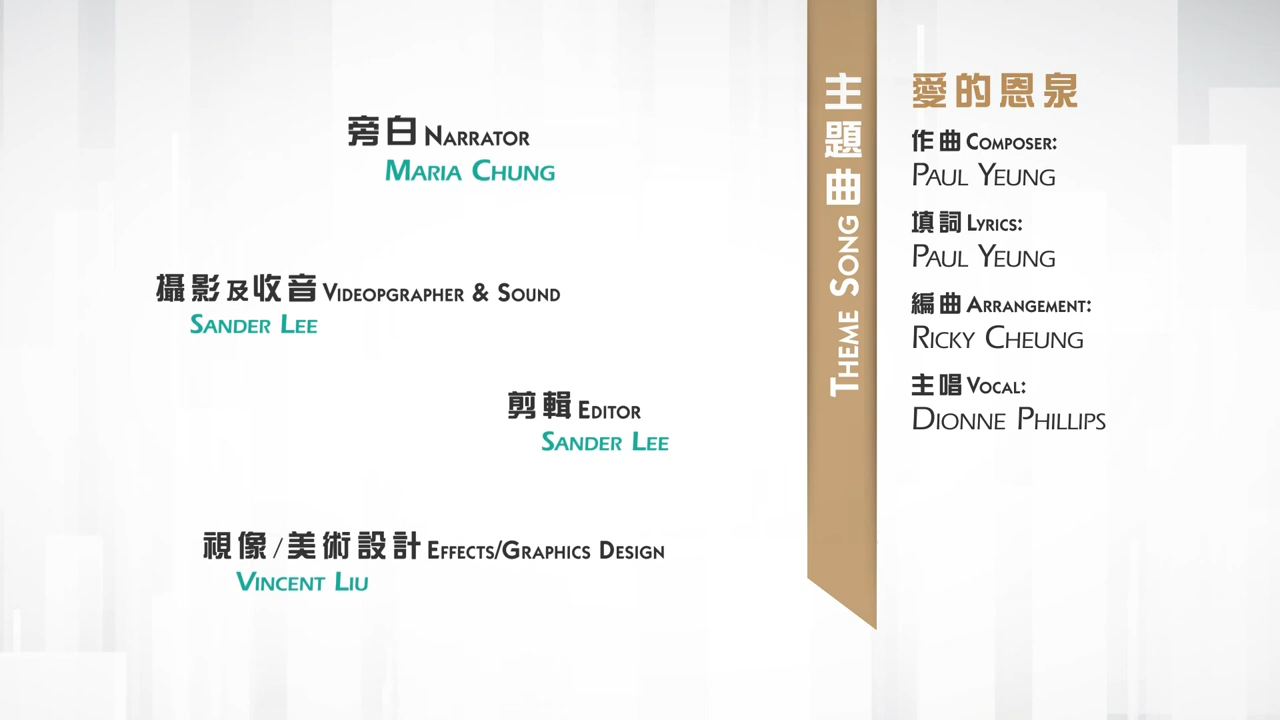 旁白 Narrator
Maria Chung
攝影及收音 Videopgrapher & Sound
Sander Lee
剪輯 Editor
Sander Lee
視像/美術設計 Effects/Graphics Design
Vincent Liu
主題曲 Theme Song
愛的恩泉
作曲 Composer:
Paul Yeung
填詞 Lyrics:
Paul Yeung
編曲 Arrangement:
Ricky Cheung
主唱 Vocal:
Dionne Phillips